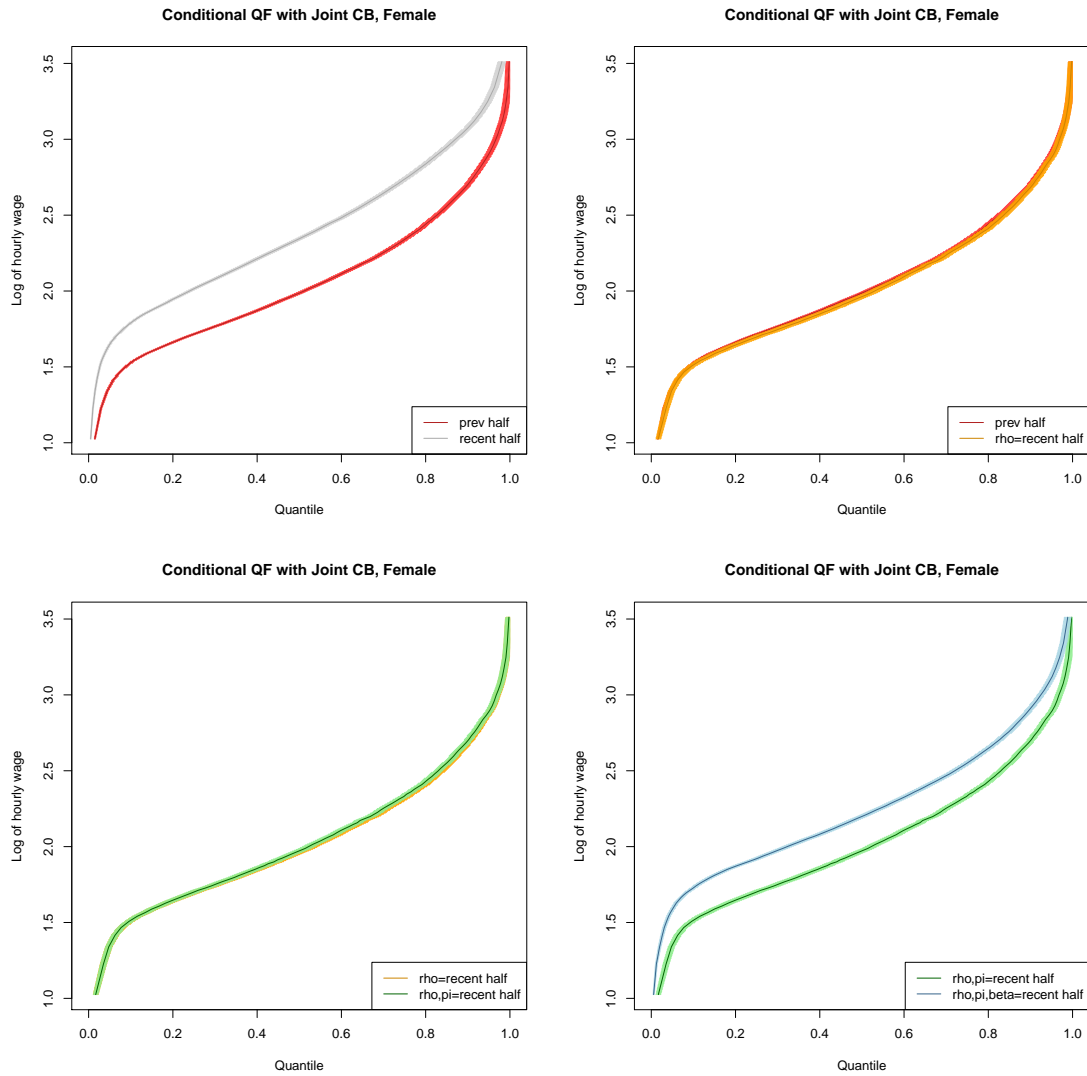 Conditional QF with Joint CB, Female
Log of hourly wage
3.5
3.0
2.5
2.0
1.5
1.0
prev half
recent half
0.0 0.2 0.4 0.6 0.8 1.0
Quantile
Conditional QF with Joint CB, Female
Log of hourly wage
3.5
3.0
2.5
2.0
1.5
1.0
prev half
rho=recent half
0.0 0.2 0.4 0.6 0.8 1.0
Quantile
Conditional QF with Joint CB, Female
Log of hourly wage
3.5
3.0
2.5
2.0
1.5
1.0
rho=recent half
rho,pi=recent half
0.0 0.2 0.4 0.6 0.8 1.0
Quantile
Conditional QF with Joint CB, Female
Log of hourly wage
3.5
3.0
2.5
2.0
1.5
1.0
rho,pi=recent half
rho,pi,beta=recent half
0.0 0.2 0.4 0.6 0.8 1.0
Quantile